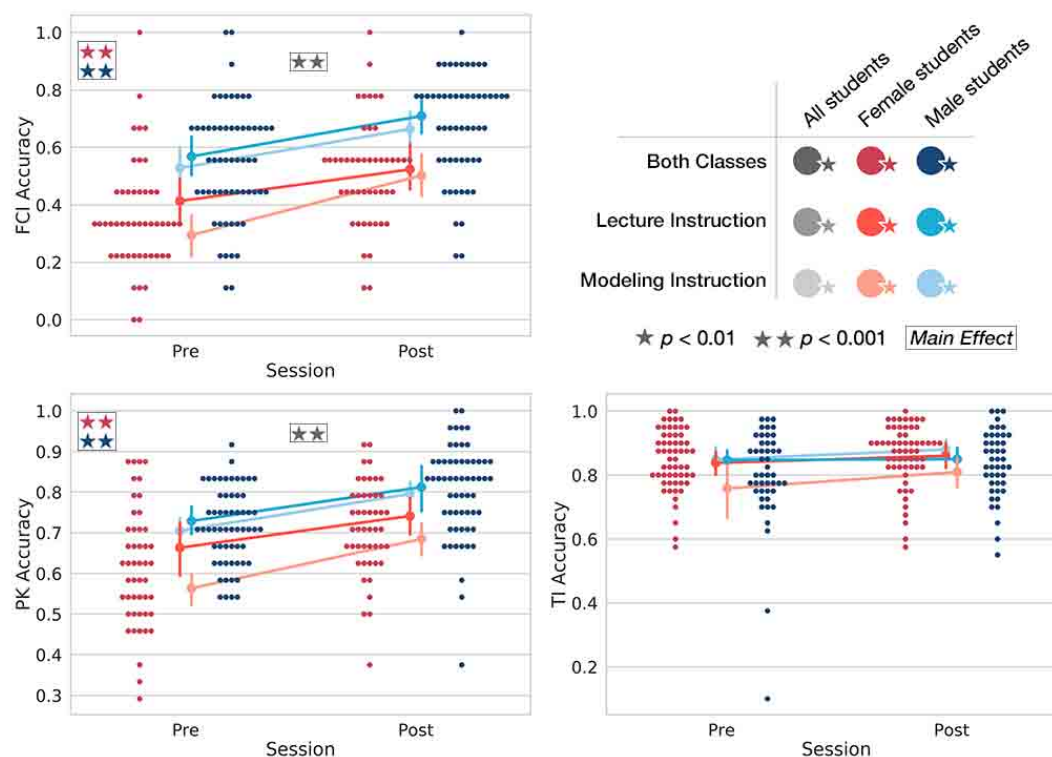 1.0
0.8
0.6
0.4
0.2
0.0
FCI Accuracy
Pre
Post
Session
All students
Female students
Male students
Both Classes
Lecture Instruction
Modeling Instruction
★ p < 0.01 ★★ p < 0.001 Main Effect
1.0
0.9
0.8
0.7
0.6
0.5
0.4
0.3
PK Accuracy
Pre
Post
Session
1.0
0.8
0.6
0.4
0.2
TI Accuracy
Pre
Post
Session